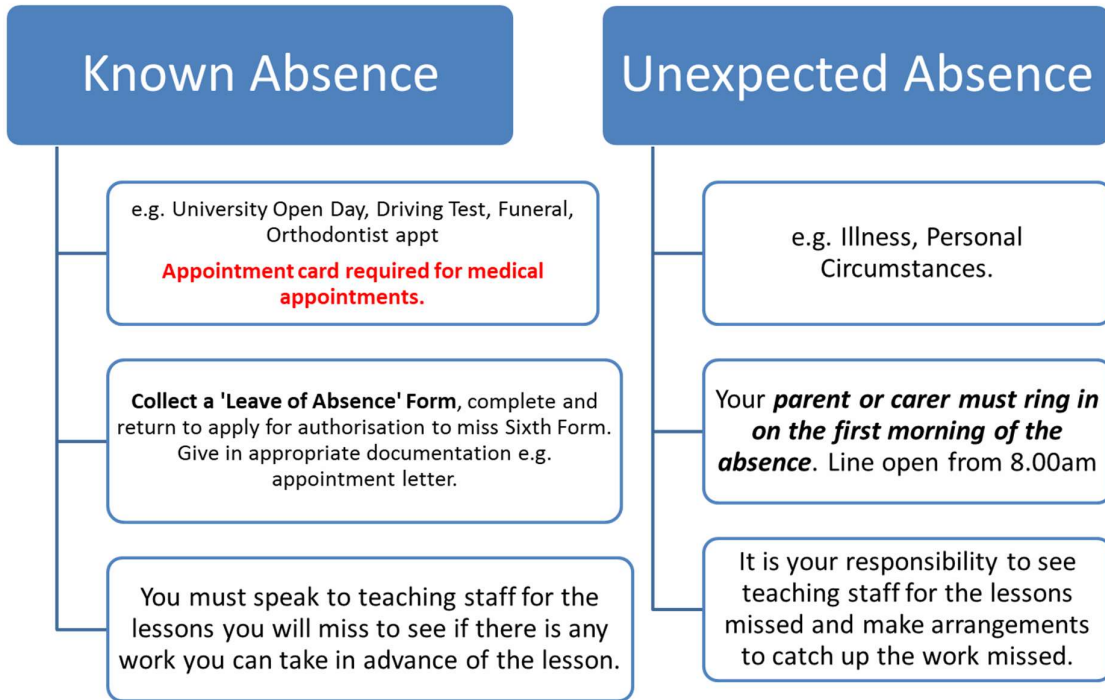 Known Absence
e.g. University Open Day, Driving Test, Funeral,
Orthodontist appt
Appointment card required for medical
appointments.
Collect a 'Leave of Absence' Form, complete and
return to apply for authorisation to miss Sixth Form.
Give in appropriate documentation e.g.
appointment letter.
You must speak to teaching staff for the
lessons you will miss to see if there is any
work you can take in advance of the lesson.
Unexpected Absence
e.g. Illness, Personal
Circumstances.
Your parent or carer must ring in
on the first morning of the
absence. Line open from 8.00am
It is your responsibility to see
teaching staff for the lessons
missed and make arrangements
to catch up the work missed.